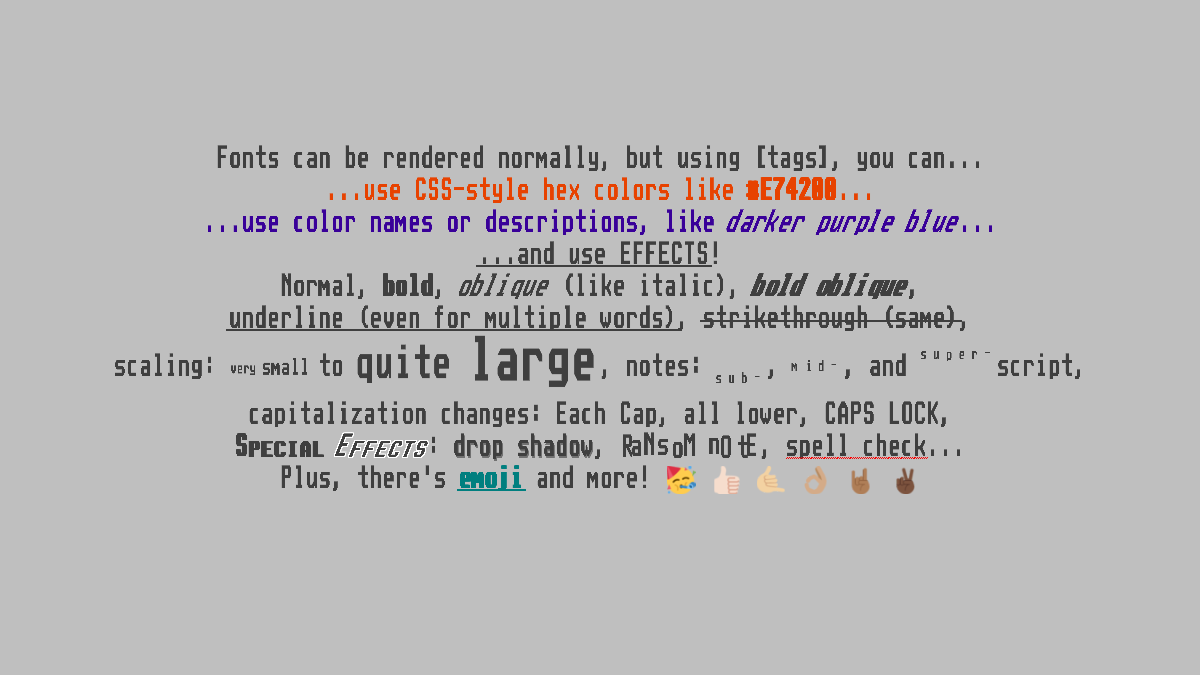 Fonts can be rendered normally, but using [tags], you can...
...use CSS-style hex colors like #E74200...
...use color names or descriptions, like darker purple blue...
...and use EFFECTS!
Normal, bold, oblique (like italic), bold oblique,
underline (even for multiple words), strikethrough (same),
scaling: very small to quite large, notes: sub-, mid-, and super-script,
capitalization changes: Each Cap, all lower, CAPS LOCK,
SPECIAL EFFECTS: drop shadow, RaNsoM nOtE, spell check...
Plus, there's emoji and more! 🥳 👍🏻 🤙🏼 👌🏽 🤘🏾 ✌🏿